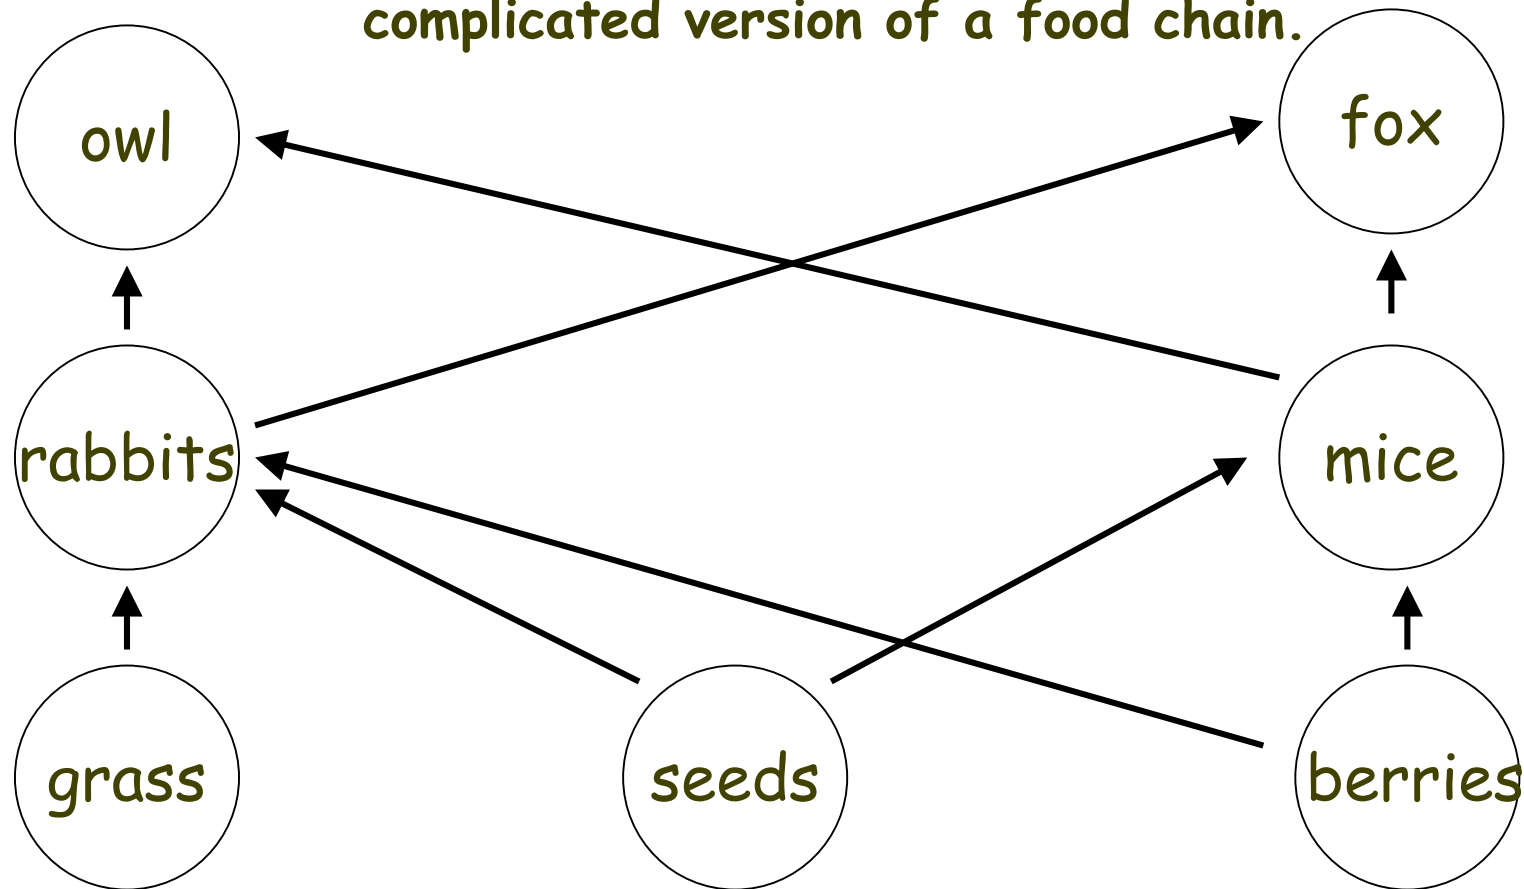 complicated version of a food chain.
owl
fox
rabbits
mice
grass
seeds
berries